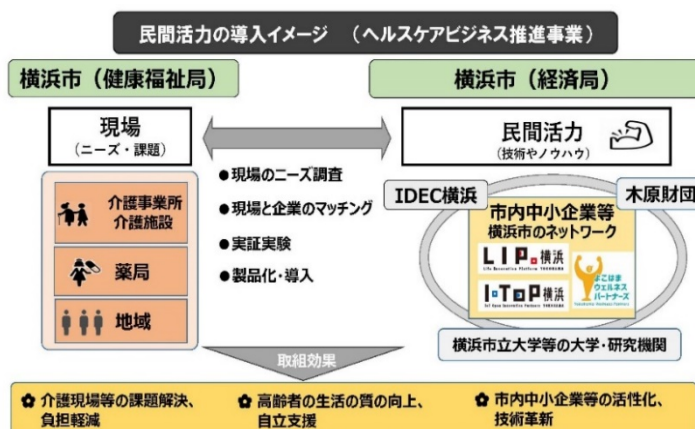 民間活力の導入イメージ （ヘルスケアビジネス推進事業）
横浜市（健康福祉局）
横浜市（経済局）
現場
（ニーズ・課題）
介護事業所
介護施設
薬局
地域
●現場のニーズ調査
●現場と企業のマッチング
●実証実験
●製品化・導入
民間活力
（技術やノウハウ）
IDEC横浜
木原財団
市内中小企業等
横浜市のネットワーク
LIP.横浜
Life Innovation Platform YOKOHAMA
I・TOP横浜
IoT Open Innovation Partners YOKOHAMA
よこはま
ウェルネス
パートナーズ
横浜市立大学等の大学・研究機関
取組効果
介護現場等の課題解決、
負担軽減
高齢者の生活の質の向上、
自立支援
市内中小企業等の活性化、
技術革新